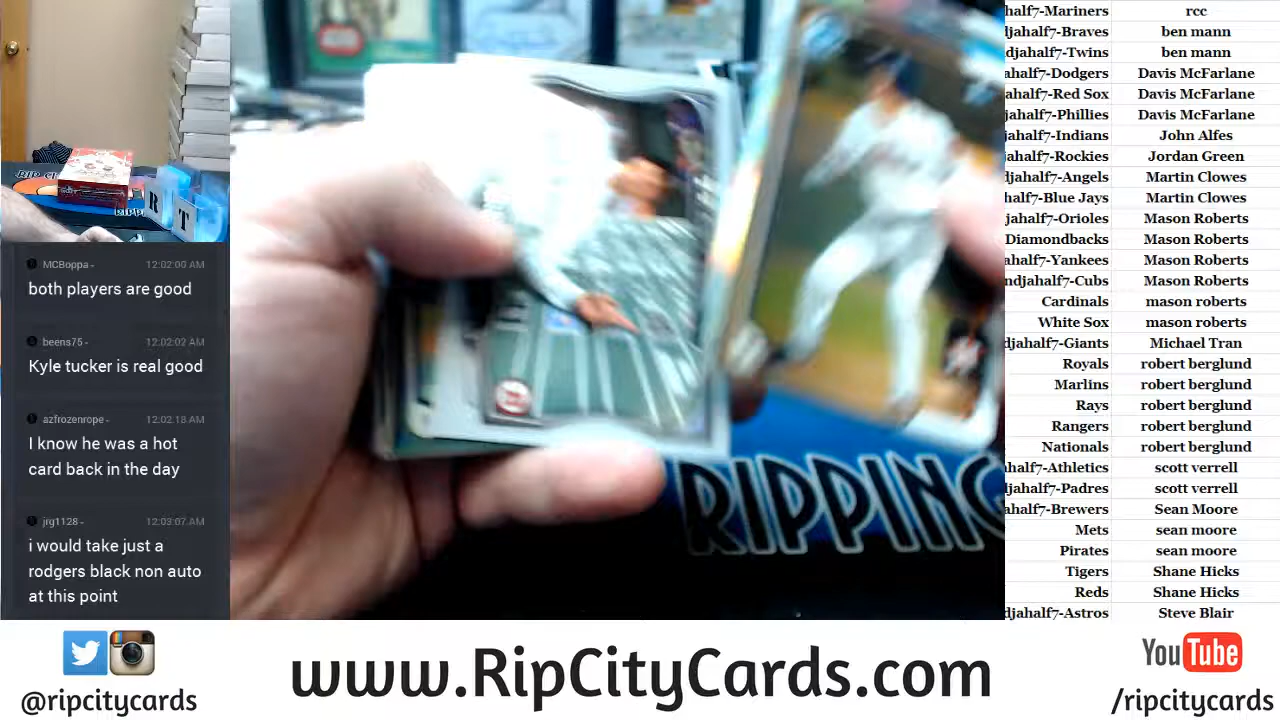 MCBoppa - 12:02:00 AM
both players are good
beens75 - 12:02:02 AM
Kyle tucker is real good
azfrozenrope - 12:02:18 AM
I know he was a hot
card back in the day
jrg1128 - 12:03:07 AM
i would take just a
rodgers black non auto
at this point
R
T
RIPPING
half7-Mariners rcc
djahalf7-Braves ben mann
djahalf7-Twins ben mann
ahalf7-Dodgers Davis McFarlane
ahalf7-Red Sox Davis McFarlane
jahalf7-Phillies Davis McFarlane
jahalf7-Indians John Alfes
ahalf7-Rockies Jordan Green
djahalf7-Angels Martin Clowes
ahalf7-Blue Jays Martin Clowes
jahalf7-Orioles Mason Roberts
Diamondbacks Mason Roberts
jahalf7-Yankees Mason Roberts
ndjahalf7-Cubs Mason Roberts
Cardinals mason roberts
White Sox mason roberts
djahalf7-Giants Michael Tran
Royals robert berglund
Marlins robert berglund
Rays robert berglund
Rangers robert berglund
Nationals robert berglund
half7-Athletics scott verrell
djahalf7-Padres scott verrell
ahalf7-Brewers Sean Moore
Mets sean moore
Pirates sean moore
Tigers Shane Hicks
Reds Shane Hicks
djahalf7-Astros Steve Blair
@ripcitycards
www.RipCityCards.com
YouTube
/ripcitycards